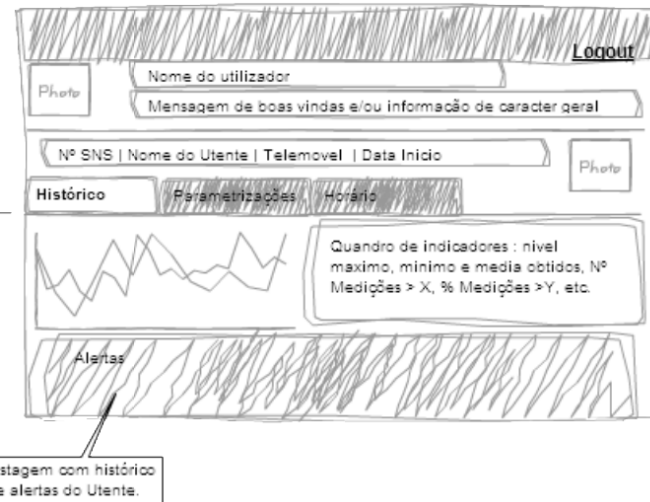 Logout
Photo
Nome do utilizador
Mensagem de boas vindas e/ou informação de caracter geral
Nº SNS | Nome do Utente | Telemovel | Data Inicio
Photo
Histórico
Parametrizações
Horário
Quandro de indicadores : nivel
maximo, minimo e media obtidos, Nº
Medições > X, % Medições >Y, etc.
Alertas
stagem com histórico
e alertas do Utente.